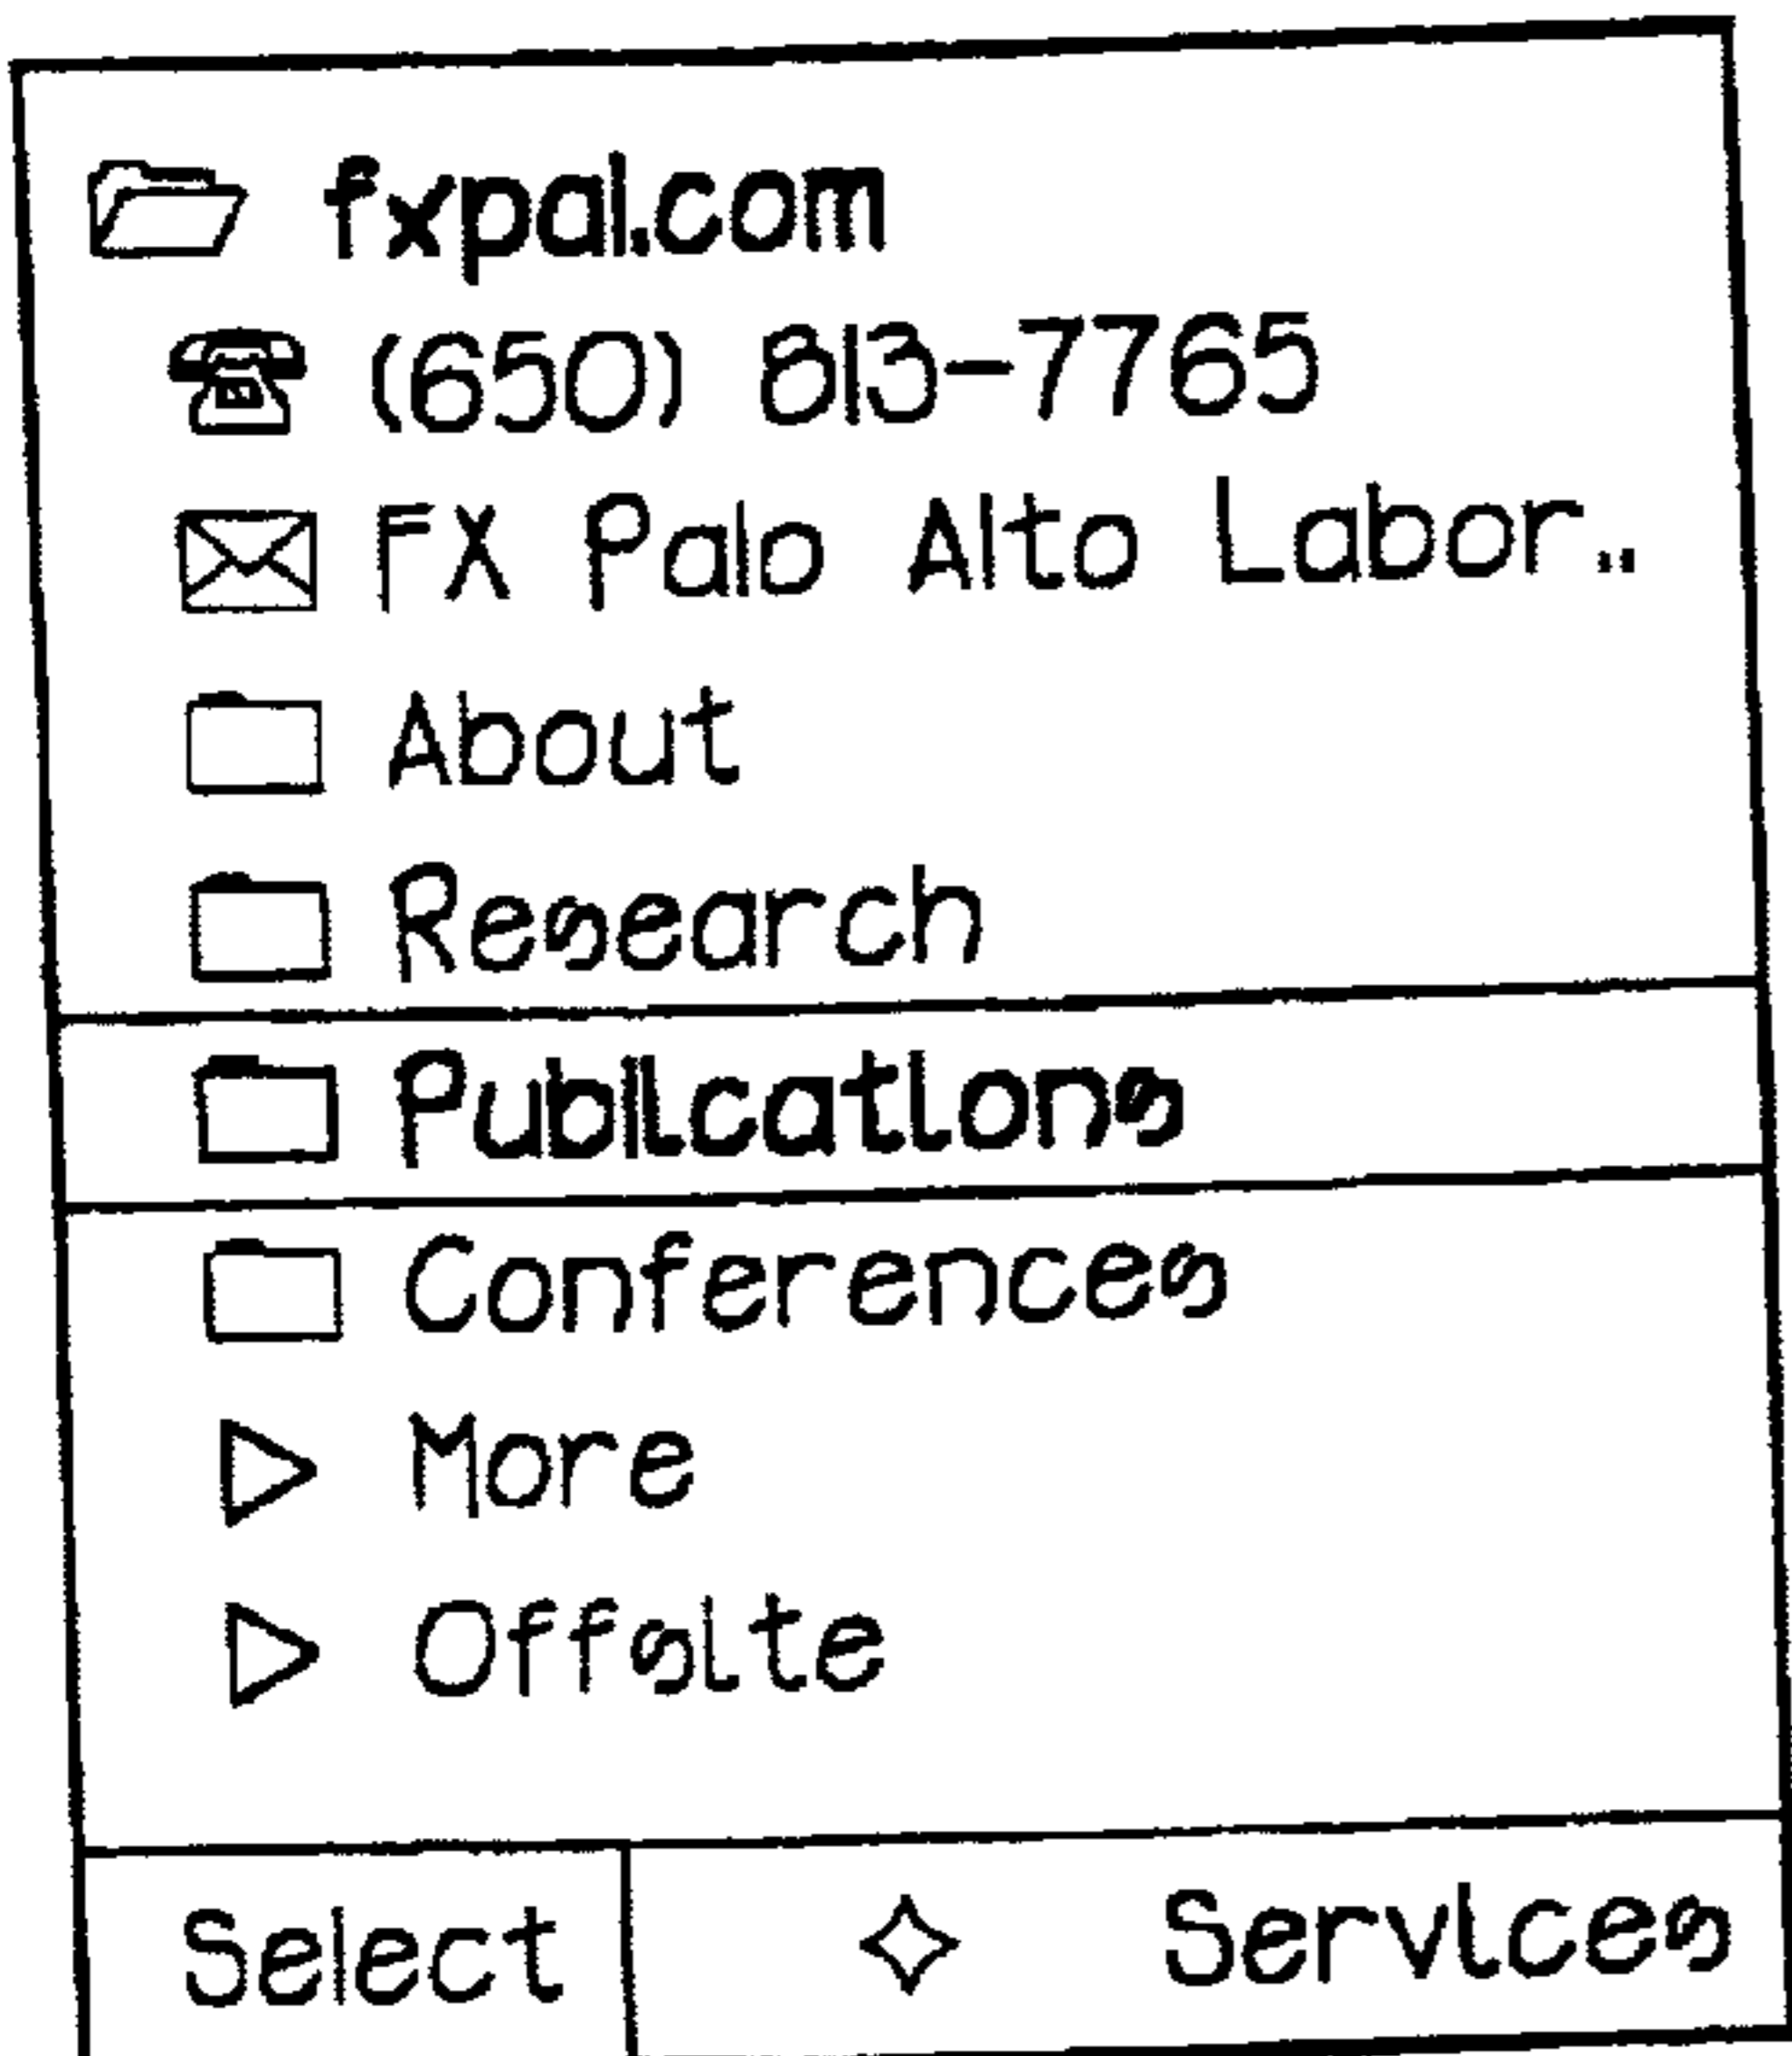 fxpal.com
(650) 813-7765
FX Palo Alto Labor..
About
Research
Publications
Conferences
More
Offsite
Select Services